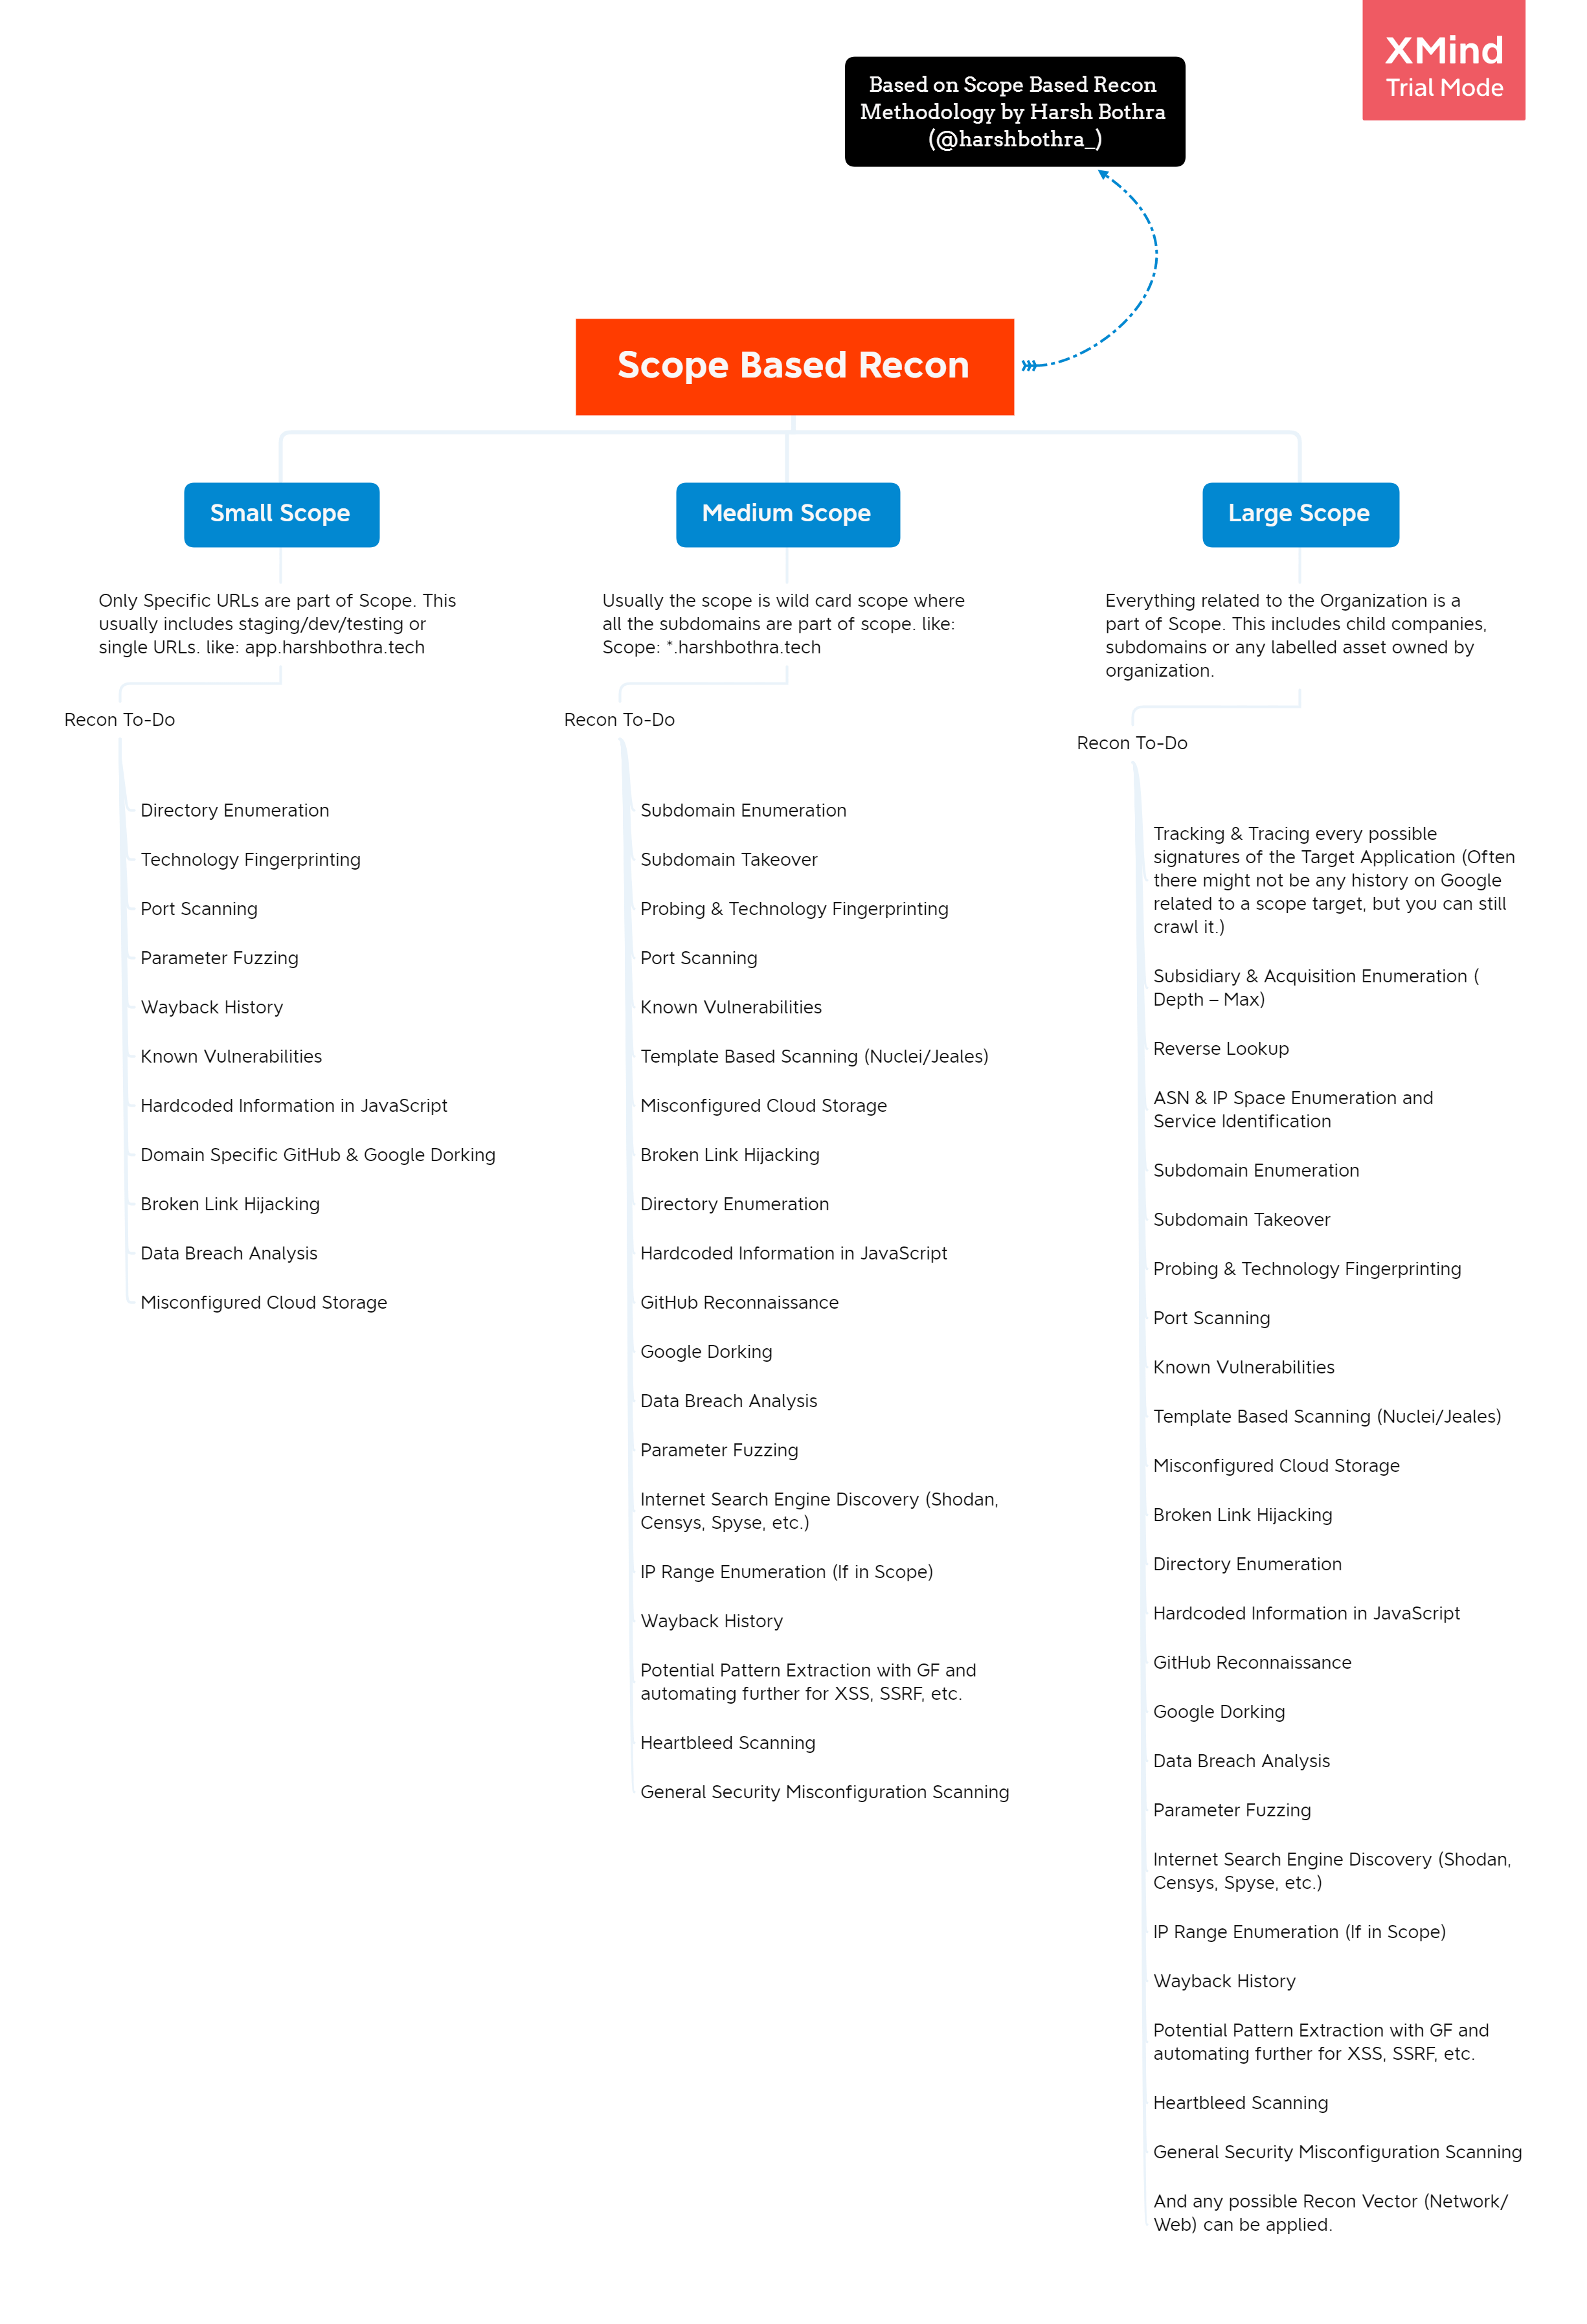 XMind
Trial Mode
Based on Scope Based Recon
Methodology by Harsh Bothra
(@harshbothra_)
Scope Based Recon
Small Scope
Only Specific URLs are part of Scope. This
usually includes staging/dev/testing or
single URLs. like: app.harshbothra.tech
Recon To-Do
Directory Enumeration
Technology Fingerprinting
Port Scanning
Parameter Fuzzing
Wayback History
Known Vulnerabilities
Hardcoded Information in JavaScript
Domain Specific GitHub & Google Dorking
Broken Link Hijacking
Data Breach Analysis
Misconfigured Cloud Storage
Medium Scope
Usually the scope is wild card scope where
all the subdomains are part of scope. like:
Scope: *.harshbothra.tech
Recon To-Do
Subdomain Enumeration
Subdomain Takeover
Probing & Technology Fingerprinting
Port Scanning
Known Vulnerabilities
Template Based Scanning (Nuclei/Jeales)
Misconfigured Cloud Storage
Broken Link Hijacking
Directory Enumeration
Hardcoded Information in JavaScript
GitHub Reconnaissance
Google Dorking
Data Breach Analysis
Parameter Fuzzing
Internet Search Engine Discovery (Shodan,
Censys, Spyse, etc.)
IP Range Enumeration (If in Scope)
Wayback History
Potential Pattern Extraction with GF and
automating further for XSS, SSRF, etc.
Heartbleed Scanning
General Security Misconfiguration Scanning
Large Scope
Everything related to the Organization is a
part of Scope. This includes child companies,
subdomains or any labelled asset owned by
organization.
Recon To-Do
Tracking & Tracing every possible
signatures of the Target Application (Often
there might not be any history on Google
related to a scope target, but you can still
crawl it.)
Subsidiary & Acquisition Enumeration (
Depth – Max)
Reverse Lookup
ASN & IP Space Enumeration and
Service Identification
Subdomain Enumeration
Subdomain Takeover
Probing & Technology Fingerprinting
Port Scanning
Known Vulnerabilities
Template Based Scanning (Nuclei/Jeales)
Misconfigured Cloud Storage
Broken Link Hijacking
Directory Enumeration
Hardcoded Information in JavaScript
GitHub Reconnaissance
Google Dorking
Data Breach Analysis
Parameter Fuzzing
Internet Search Engine Discovery (Shodan,
Censys, Spyse, etc.)
IP Range Enumeration (If in Scope)
Wayback History
Potential Pattern Extraction with GF and
automating further for XSS, SSRF, etc.
Heartbleed Scanning
General Security Misconfiguration Scanning
And any possible Recon Vector (Network/
Web) can be applied.